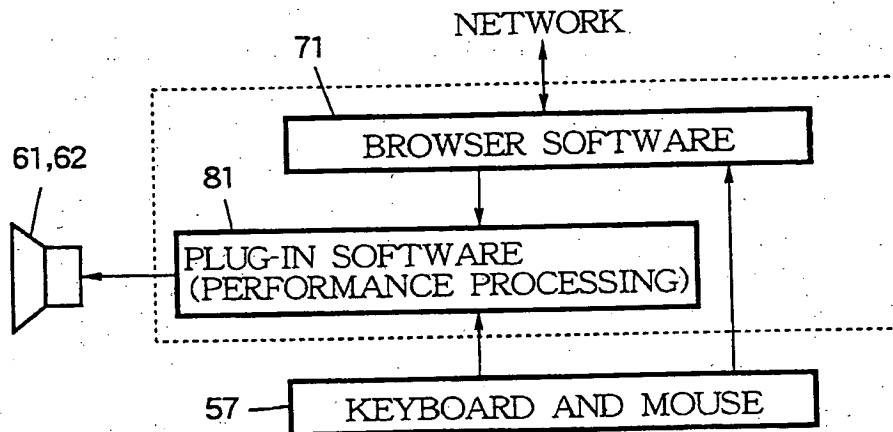 NETWORK
71
BROWSER SOFTWARE
61,62
81
PLUG-IN SOFTWARE
(PERFORMANCE PROCESSING)
57
KEYBOARD AND MOUSE